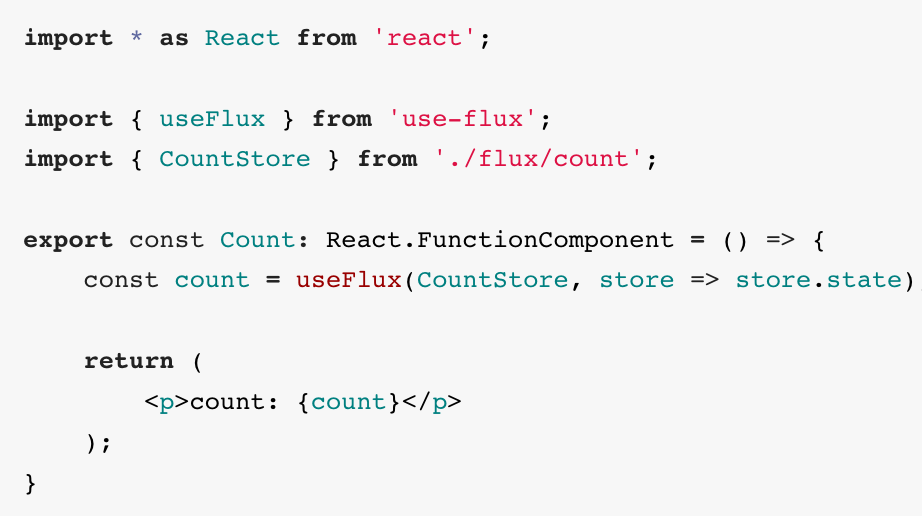 import * as React from 'react';
import { useFlux } from 'use-flux';
import { CountStore } from './flux/count';
export const Count: React.FunctionComponent = () => {
    const count = useFlux(CountStore, store => store.state)
    return (
        <p>count: {count}</p>
    );
}